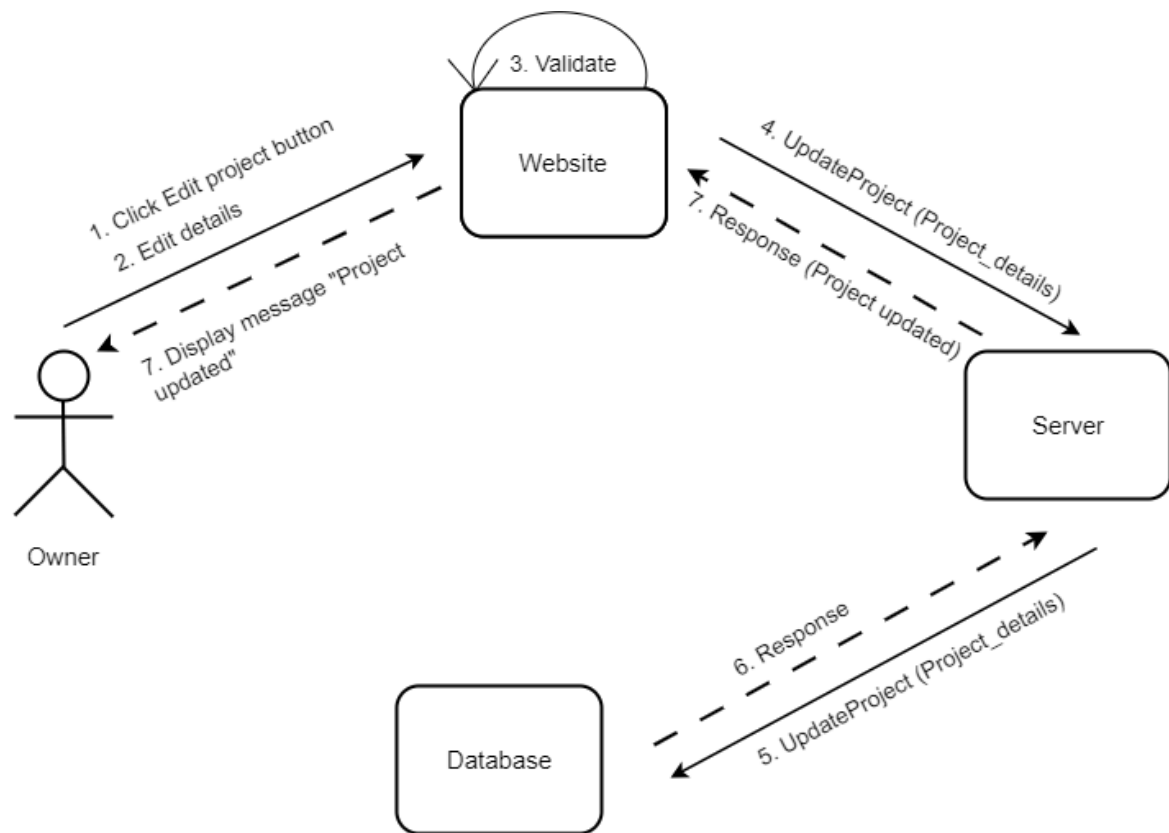 3. Validate
Website
1. Click Edit project button
2. Edit details
7. Display message "Project
updated"
4. UpdateProject (Project_details)
7. Response (Project updated)
Owner
Server
6. Response
5. UpdateProject (Project_details)
Database